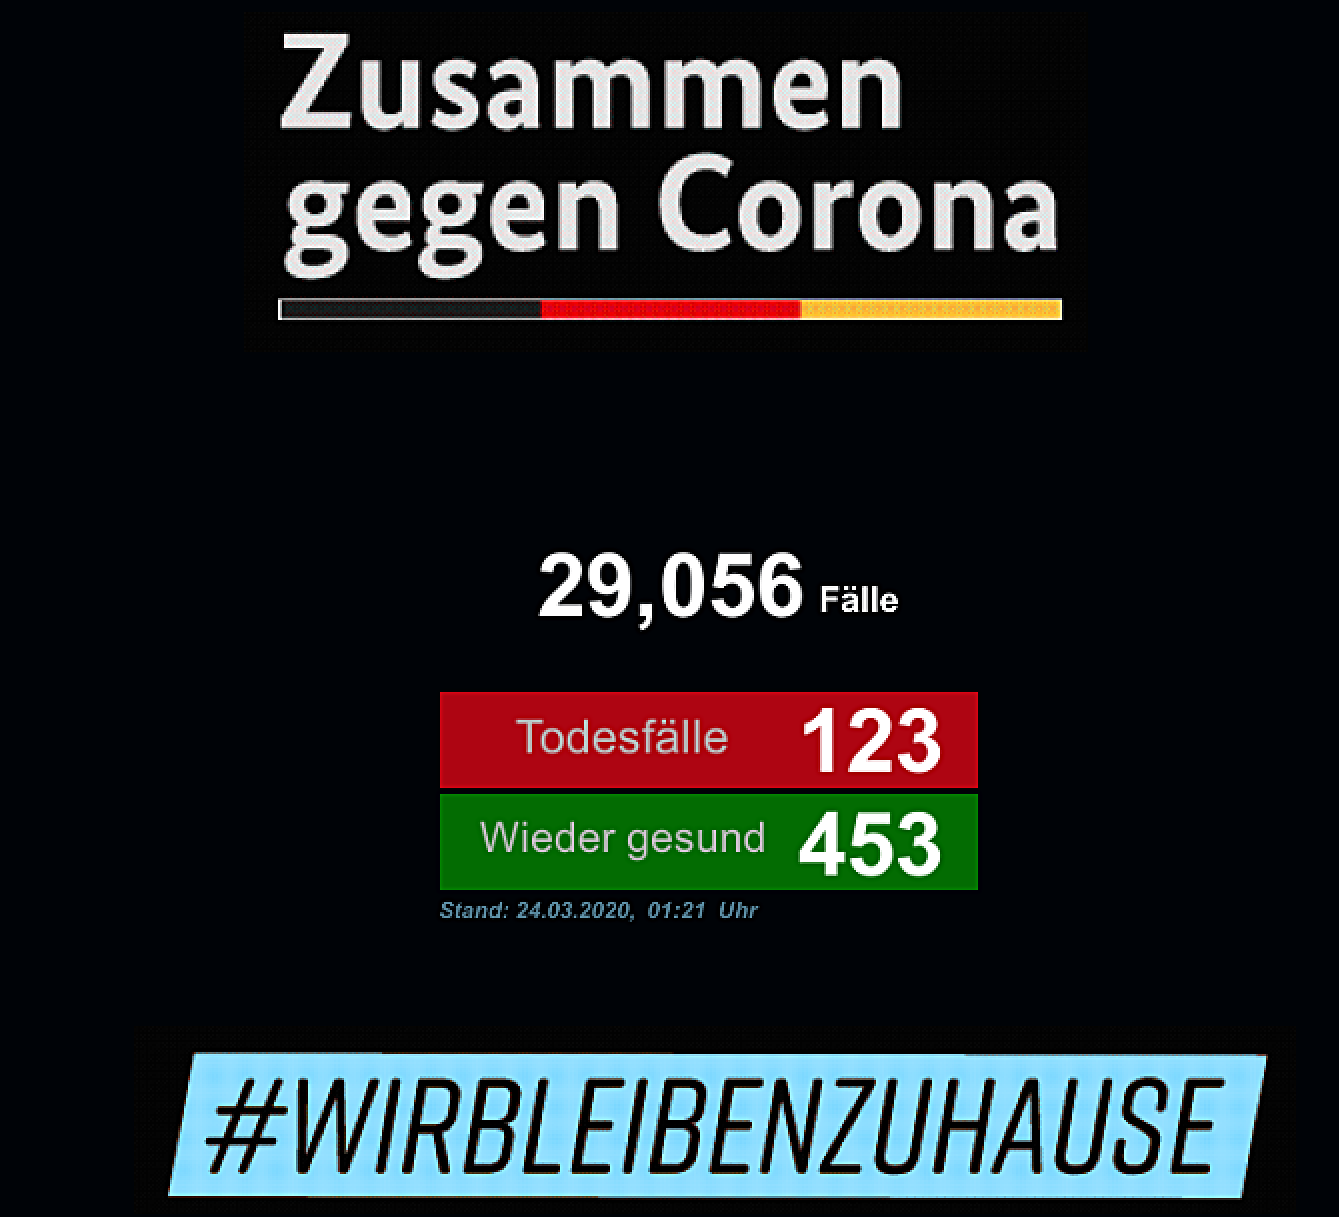 Zusammen
gegen Corona
29,056 Fälle
Todesfälle 123
Wieder gesund 453
Stand: 24.03.2020, 01:21 Uhr
#WIRBLEIBENZUHAUSE